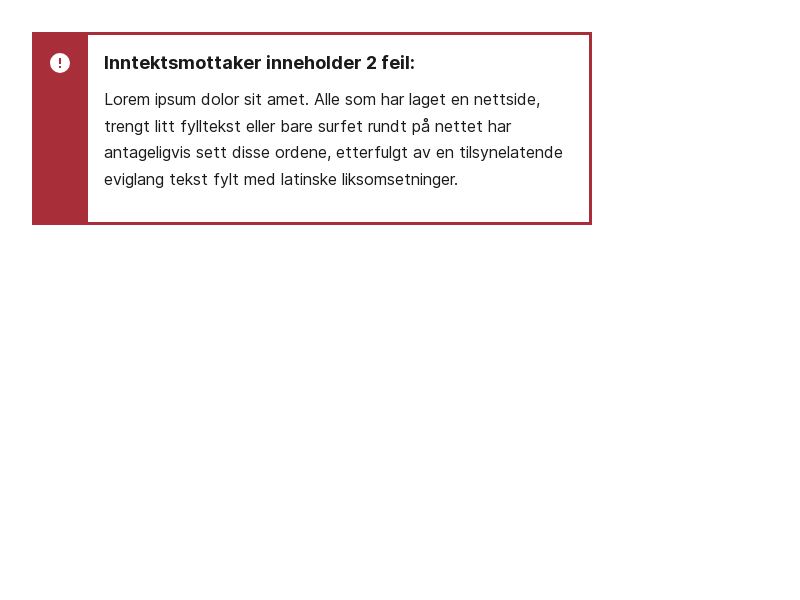 Inntektsmottaker inneholder 2 feil:
Lorem ipsum dolor sit amet. Alle som har laget en nettside,
trengt litt fylltekst eller bare surfet rundt på nettet har
antageligvis sett disse ordene, etterfulgt av en tilsynelatende
eviglang tekst fylt med latinske liksomsetninger.